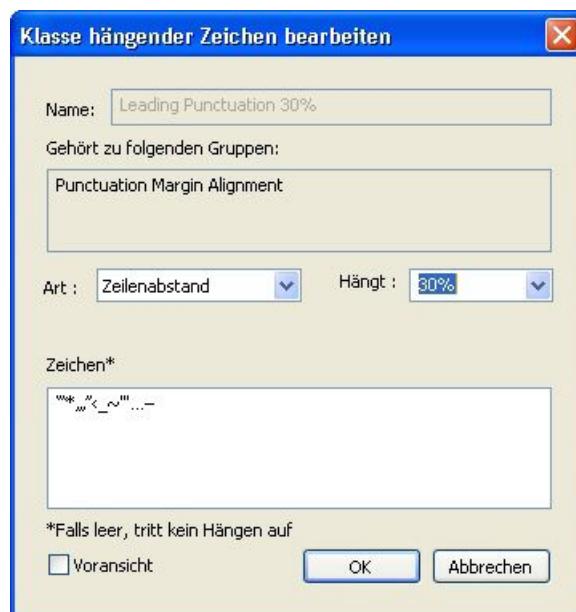 Klasse hängender Zeichen bearbeiten
Name: Leading Punctuation 30%
Gehört zu folgenden Gruppen:
Punctuation Margin Alignment
Art : Zeilenabstand Hängt : 30%
Zeichen*
*Falls leer, tritt kein Hängen auf
Voransicht OK Abbrechen